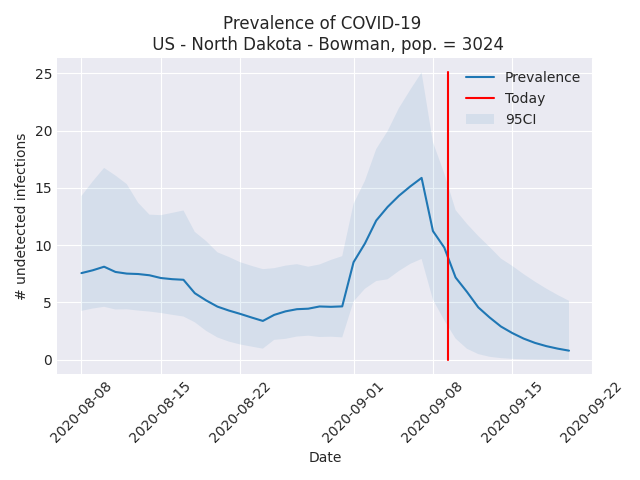 Prevalence of COVID-19
US - North Dakota - Bowman, pop. = 3024
# undetected infections
25
20
15
10
5
0
Prevalence
Today
95CI
2020-08-08
2020-08-15
2020-08-22
2020-09-01
2020-09-08
2020-09-15
2020-09-22
Date